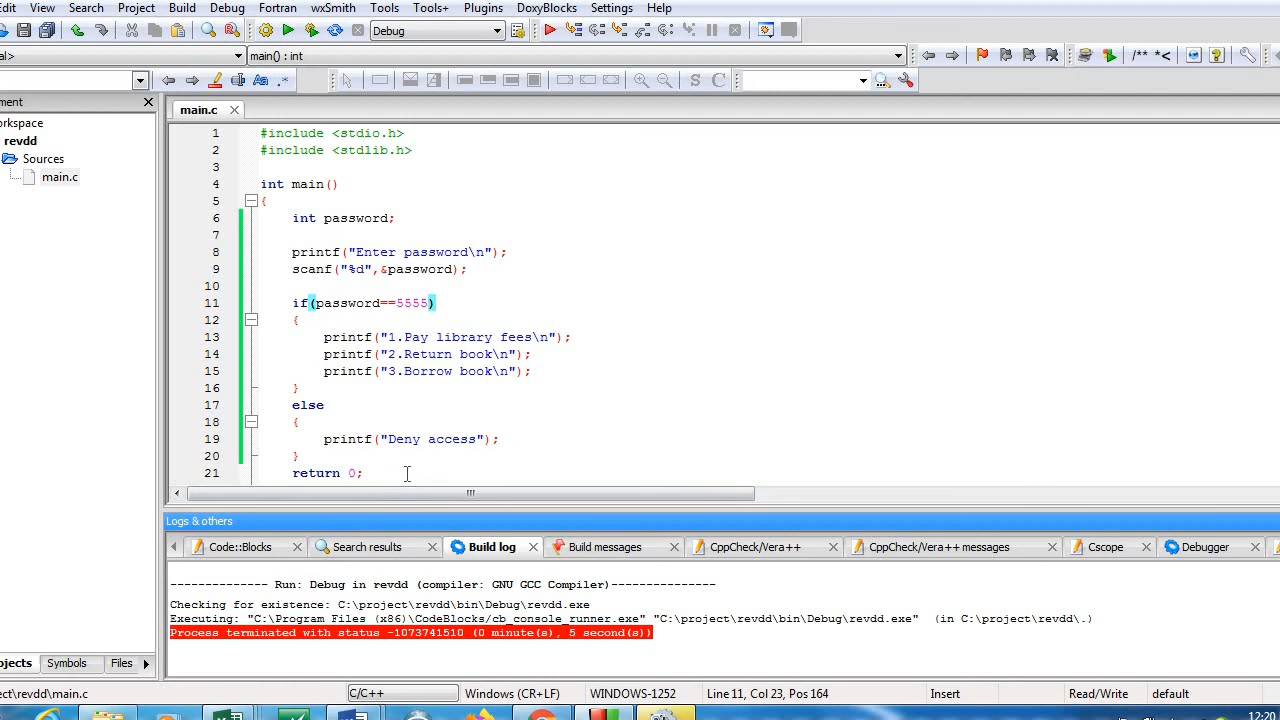 Edit View Search Project Build Debug Fortran wxSmith Tools Tools+ Plugins DoxyBlocks Settings Help
Debug
/** *<
main() : int
S C
main.c
workspace
revdd
Sources
main.c
1 #include <stdio.h>
2 #include <stdlib.h>
3
4 int main()
5 {
6 int password;
7
8 printf("Enter password\n");
9 scanf("%d",&password);
10
11 if(password==5555)
12 {
13 printf("1.Pay library fees\n");
14 printf("2.Return book\n");
15 printf("3.Borrow book\n");
16 }
17 else
18 {
19 printf("Deny access");
20 }
21 return 0;
Logs & others
Code::Blocks Search results Build log Build messages CppCheck/Vera++ CppCheck/Vera++ messages Cscope Debugger
-------------- Run: Debug in revdd (compiler: GNU GCC Compiler)---------------
Checking for existence: C:\project\revdd\bin\Debug\revdd.exe
Executing: "C:\Program Files (x86)\CodeBlocks/cb_console_runner.exe" "C:\project\revdd\bin\Debug\revdd.exe" (in C:\project\revdd\.)
Process terminated with status -1073741510 (0 minute(s), 5 second(s))
Projects Symbols Files
ect\revdd\main.c C/C++ Windows (CR+LF) WINDOWS-1252 Line 11, Col 23, Pos 164 Insert Read/Write default
12:20